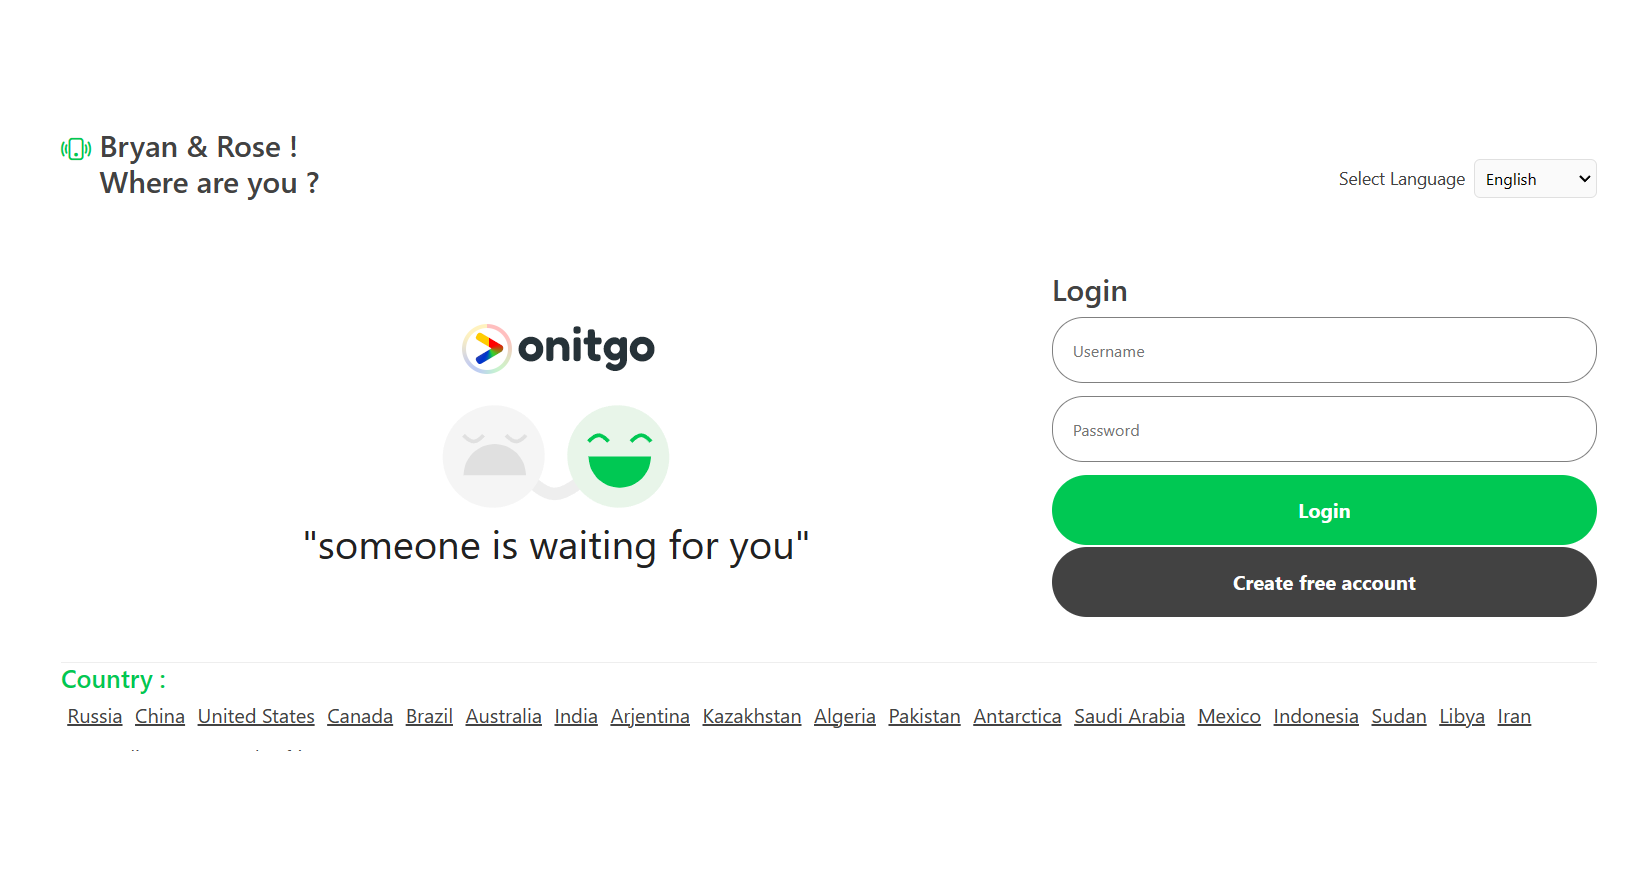 Bryan & Rose !
Where are you ?
Select Language English
Login
onitgo
Username
Password
"someone is waiting for you"
Login
Create free account
Country :
Russia China United States Canada Brazil Australia India Arjentina Kazakhstan Algeria Pakistan Antarctica Saudi Arabia Mexico Indonesia Sudan Libya Iran